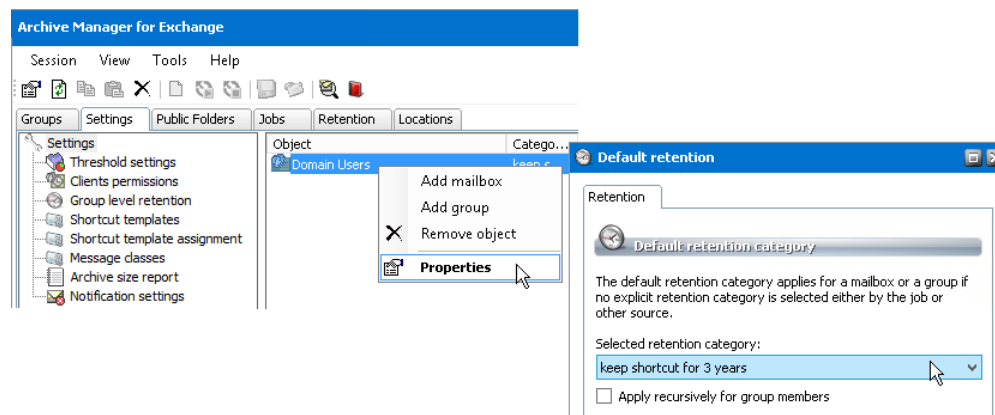 Archive Manager for Exchange
Session View Tools Help
Groups Settings Public Folders Jobs Retention Locations
Settings
Threshold settings
Clients permissions
Group level retention
Shortcut templates
Shortcut template assignment
Message classes
Archive size report
Notification settings
Object Catego...
Domain Users keep s...
Add mailbox
Add group
Remove object
Properties
Default retention
Retention
Default retention category
The default retention category applies for a mailbox or a group if
no explicit retention category is selected either by the job or
other source.
Selected retention category:
keep shortcut for 3 years
Apply recursively for group members